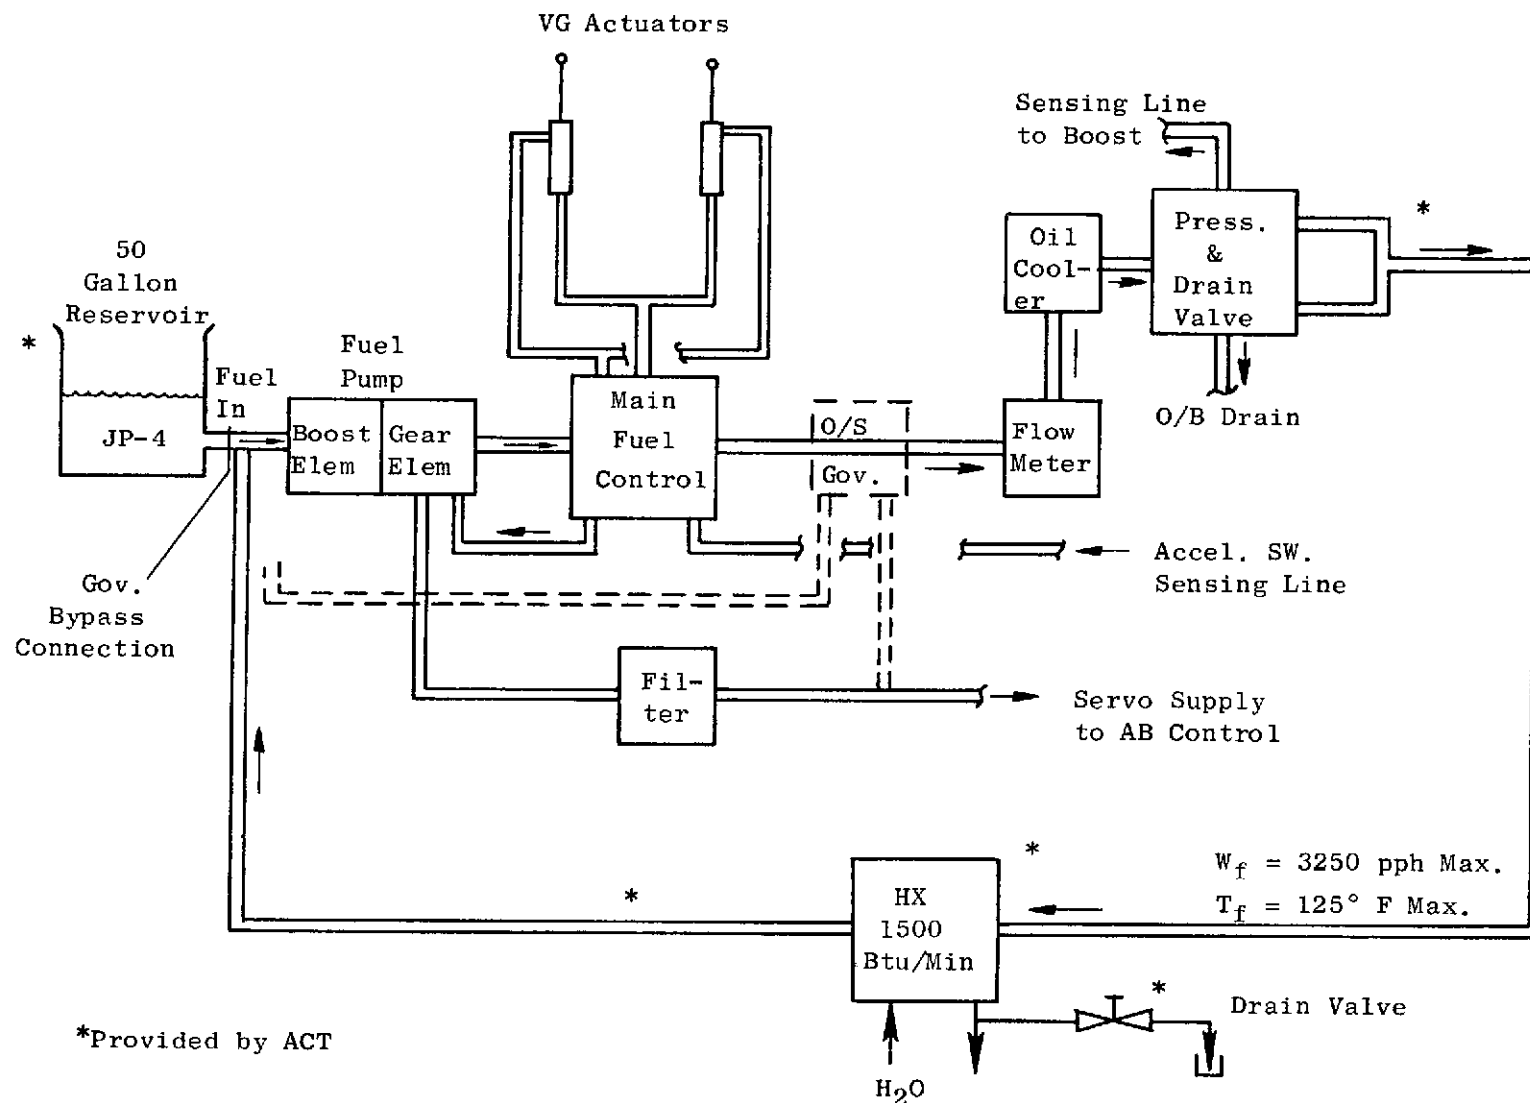 VG Actuators
Sensing Line
to Boost
*
50
Gallon
Reservoir
*
Fuel
In
JP-4
Fuel
Pump
Boost
Elem
Gear
Elem
Main
Fuel
Control
O/S
Gov.
Flow
Meter
Oil
Cool-
er
Press.
&
Drain
Valve
O/B Drain
Accel. SW.
Sensing Line
Gov.
Bypass
Connection
Fil-
ter
Servo Supply
to AB Control
*
*
HX
1500
Btu/Min
W_f = 3250 pph Max.
T_f = 125° F Max.
*
Drain Valve
H₂O
*Provided by ACT